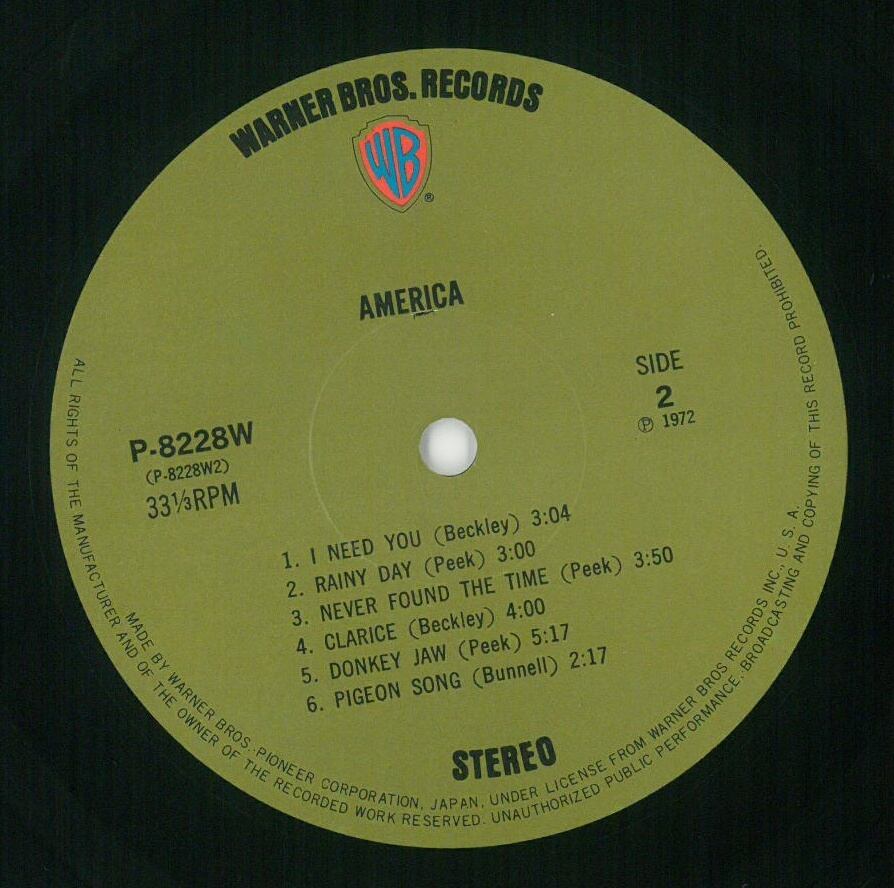 WARNER BROS. RECORDS
WB
®
AMERICA
SIDE
2
Ⓟ 1972
P-8228W
(P-8228W2)
33⅓RPM
1. I NEED YOU (Beckley) 3:04
2. RAINY DAY (Peek) 3:00
3. NEVER FOUND THE TIME (Peek) 3:50
4. CLARICE (Beckley) 4:00
5. DONKEY JAW (Peek) 5:17
6. PIGEON SONG (Bunnell) 2:17
STEREO
MADE BY WARNER BROS.-PIONEER CORPORATION, JAPAN, UNDER LICENSE FROM WARNER BROS RECORDS INC., U. S. A.
ALL RIGHTS OF THE MANUFACTURER AND OF THE OWNER OF THE RECORDED WORK RESERVED. UNAUTHORIZED PUBLIC PERFORMANCE. BROADCASTING AND COPYING OF THIS RECORD PROHIBITED.